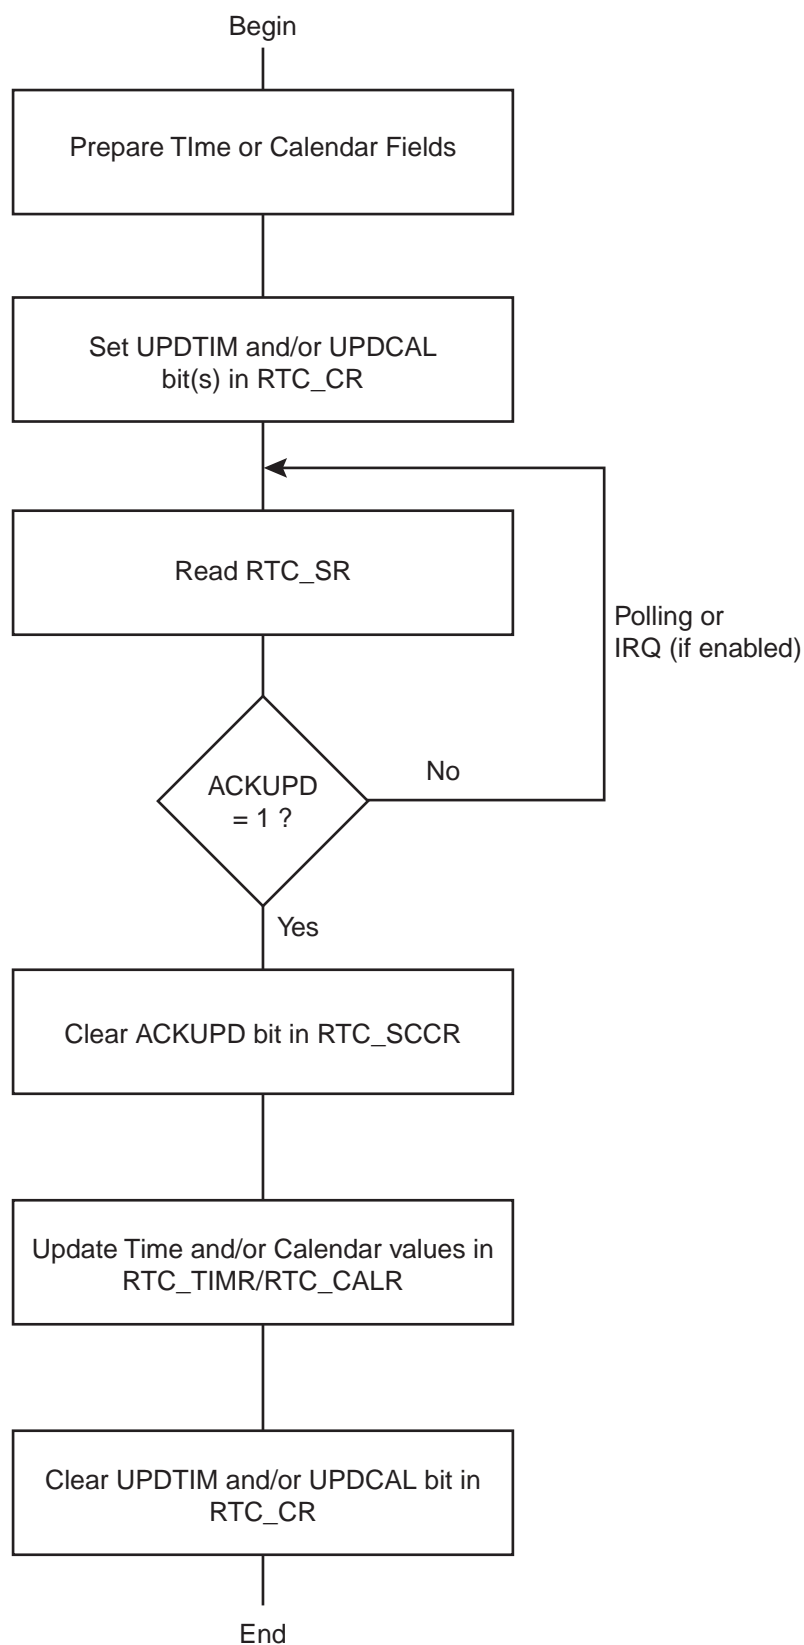 Begin
Prepare TIme or Calendar Fields
Set UPDTIM and/or UPDCAL
bit(s) in RTC_CR
Read RTC_SR
Polling or
IRQ (if enabled)
ACKUPD
= 1 ?
No
Yes
Clear ACKUPD bit in RTC_SCCR
Update Time and/or Calendar values in
RTC_TIMR/RTC_CALR
Clear UPDTIM and/or UPDCAL bit in
RTC_CR
End